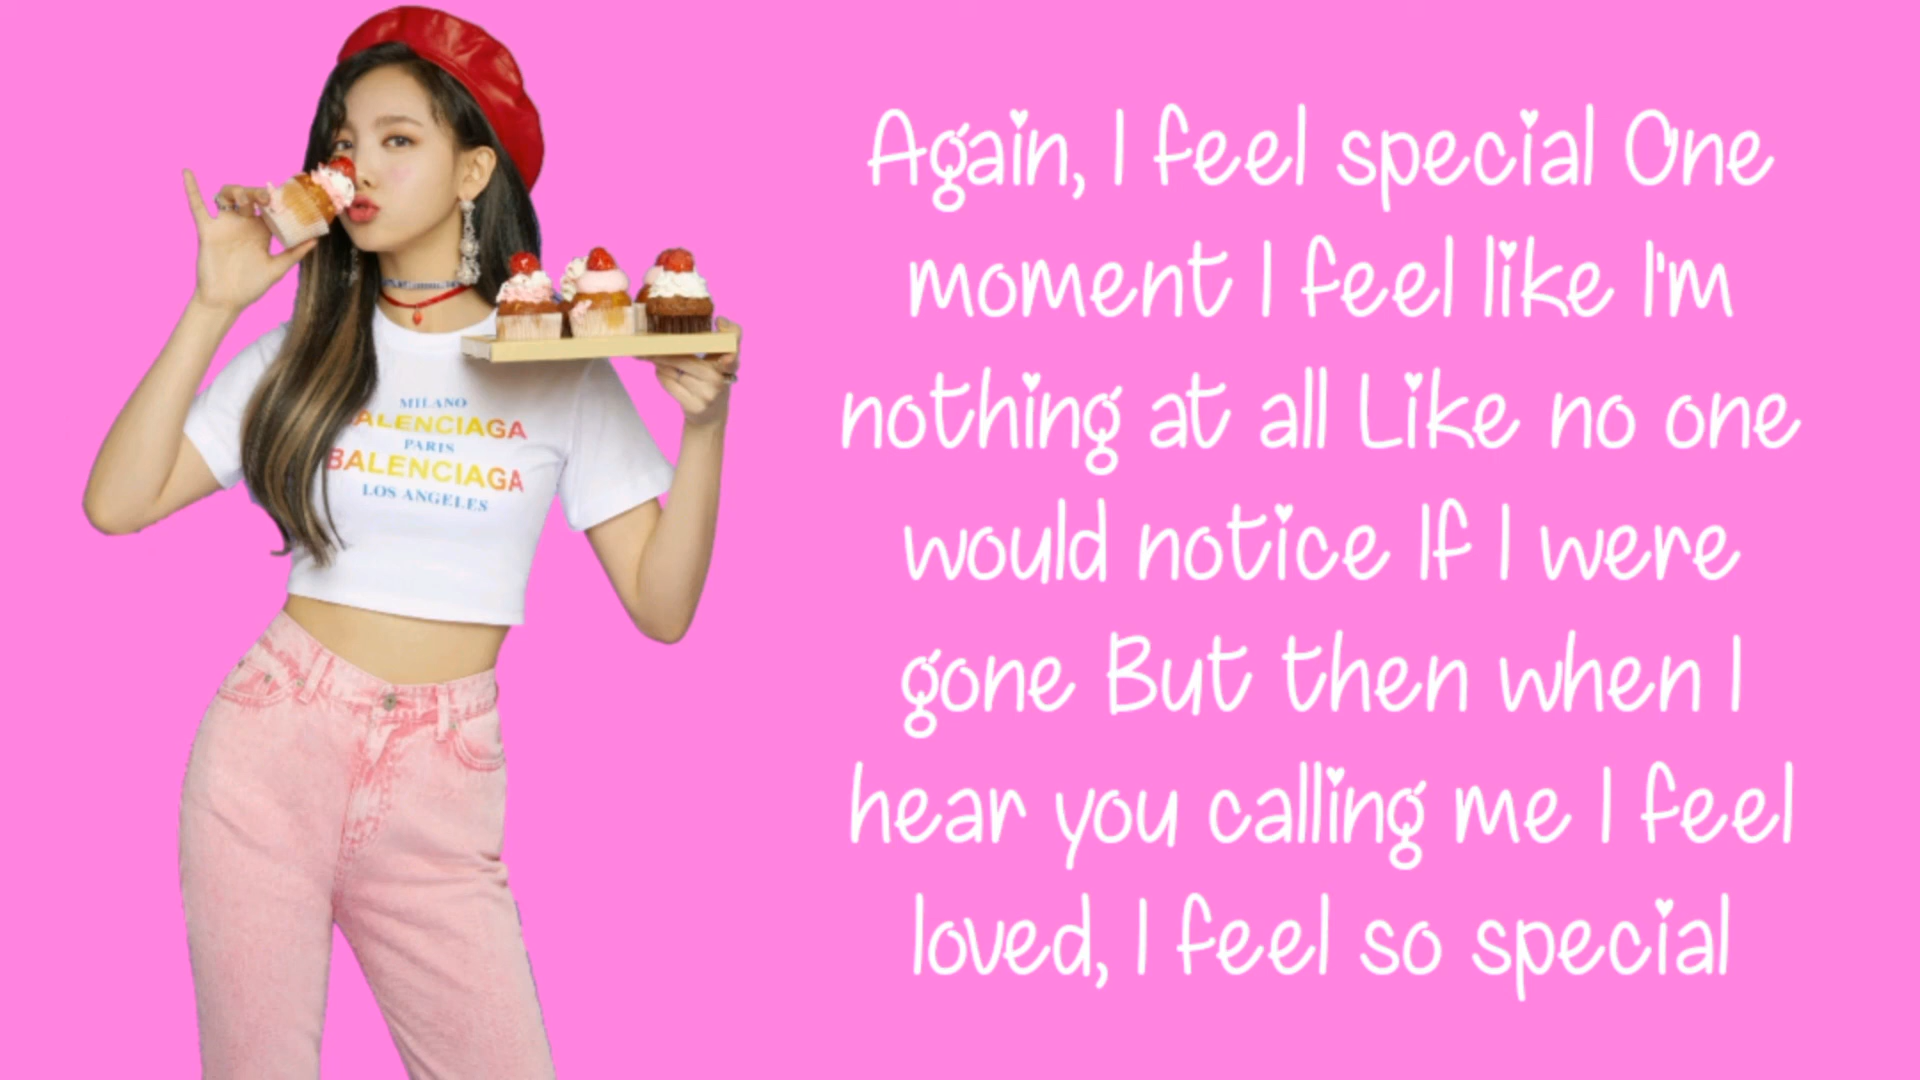 MILANO
BALENCIAGA
PARIS
BALENCIAGA
LOS ANGELES
Again, I feel special One
moment I feel like I'm
nothing at all Like no one
would notice If I were
gone But then when I
hear you calling me I feel
loved, I feel so special